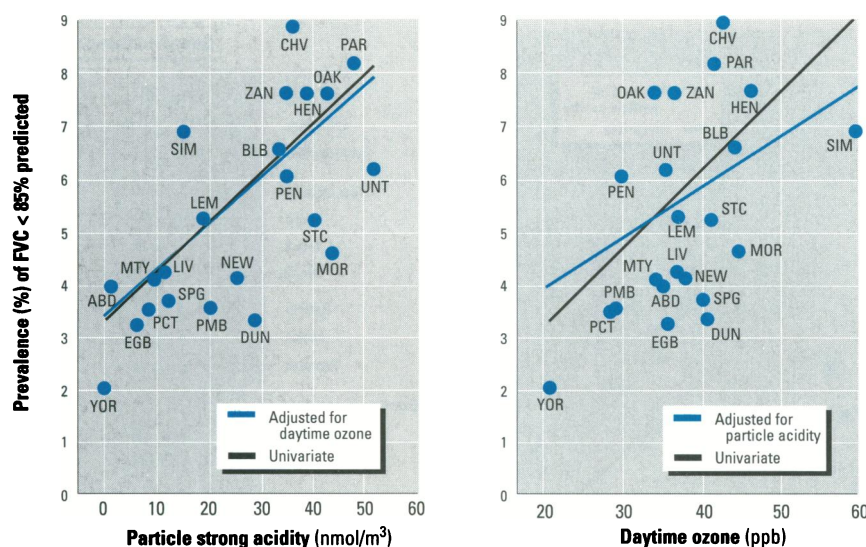 Prevalence (%) of FVC < 85% predicted
9
8
7
6
5
4
3
2
1
0
CHV
PAR
OAK
ZAN
HEN
SIM
BLB
PEN
UNT
LEM
STC
MOR
MTY
LIV
NEW
ABD
SPG
PCT
PMB
EGB
DUN
YOR
Adjusted for
daytime ozone
Univariate
0
10
20
30
40
50
60
Particle strong acidity (nmol/m³)
9
8
7
6
5
4
3
2
1
0
CHV
PAR
OAK
ZAN
HEN
BLB
SIM
UNT
PEN
LEM
STC
MOR
MTY
LIV
NEW
PMB
ABD
SPG
PCT
EGB
DUN
YOR
Adjusted for
particle acidity
Univariate
20
30
40
50
60
Daytime ozone (ppb)